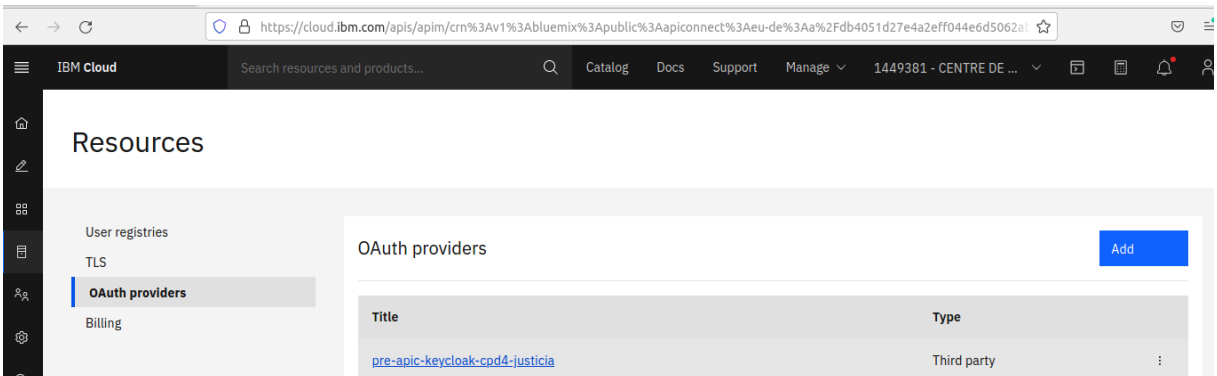 https://cloud.ibm.com/apis/apim/crn%3Av1%3Abluemix%3Apublic%3Aapiconnect%3Aeu-de%3Aa%2Fdb4051d27e4a2eff044e6d5062a
IBM Cloud Search resources and products... Catalog Docs Support Manage 1449381 - CENTRE DE ...
Resources
User registries
TLS
OAuth providers
Billing
OAuth providers
Add
Title Type
pre-apic-keycloak-cpd4-justicia Third party